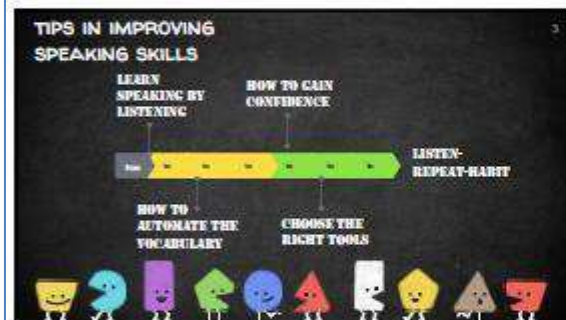 TIPS IN IMPROVING
SPEAKING SKILLS
3
LEARN
SPEAKING BY
LISTENING
HOW TO GAIN
CONFIDENCE
LISTEN-
REPEAT-HABIT
HOW TO
AUTOMATE THE
VOCABULARY
CHOOSE THE
RIGHT TOOLS